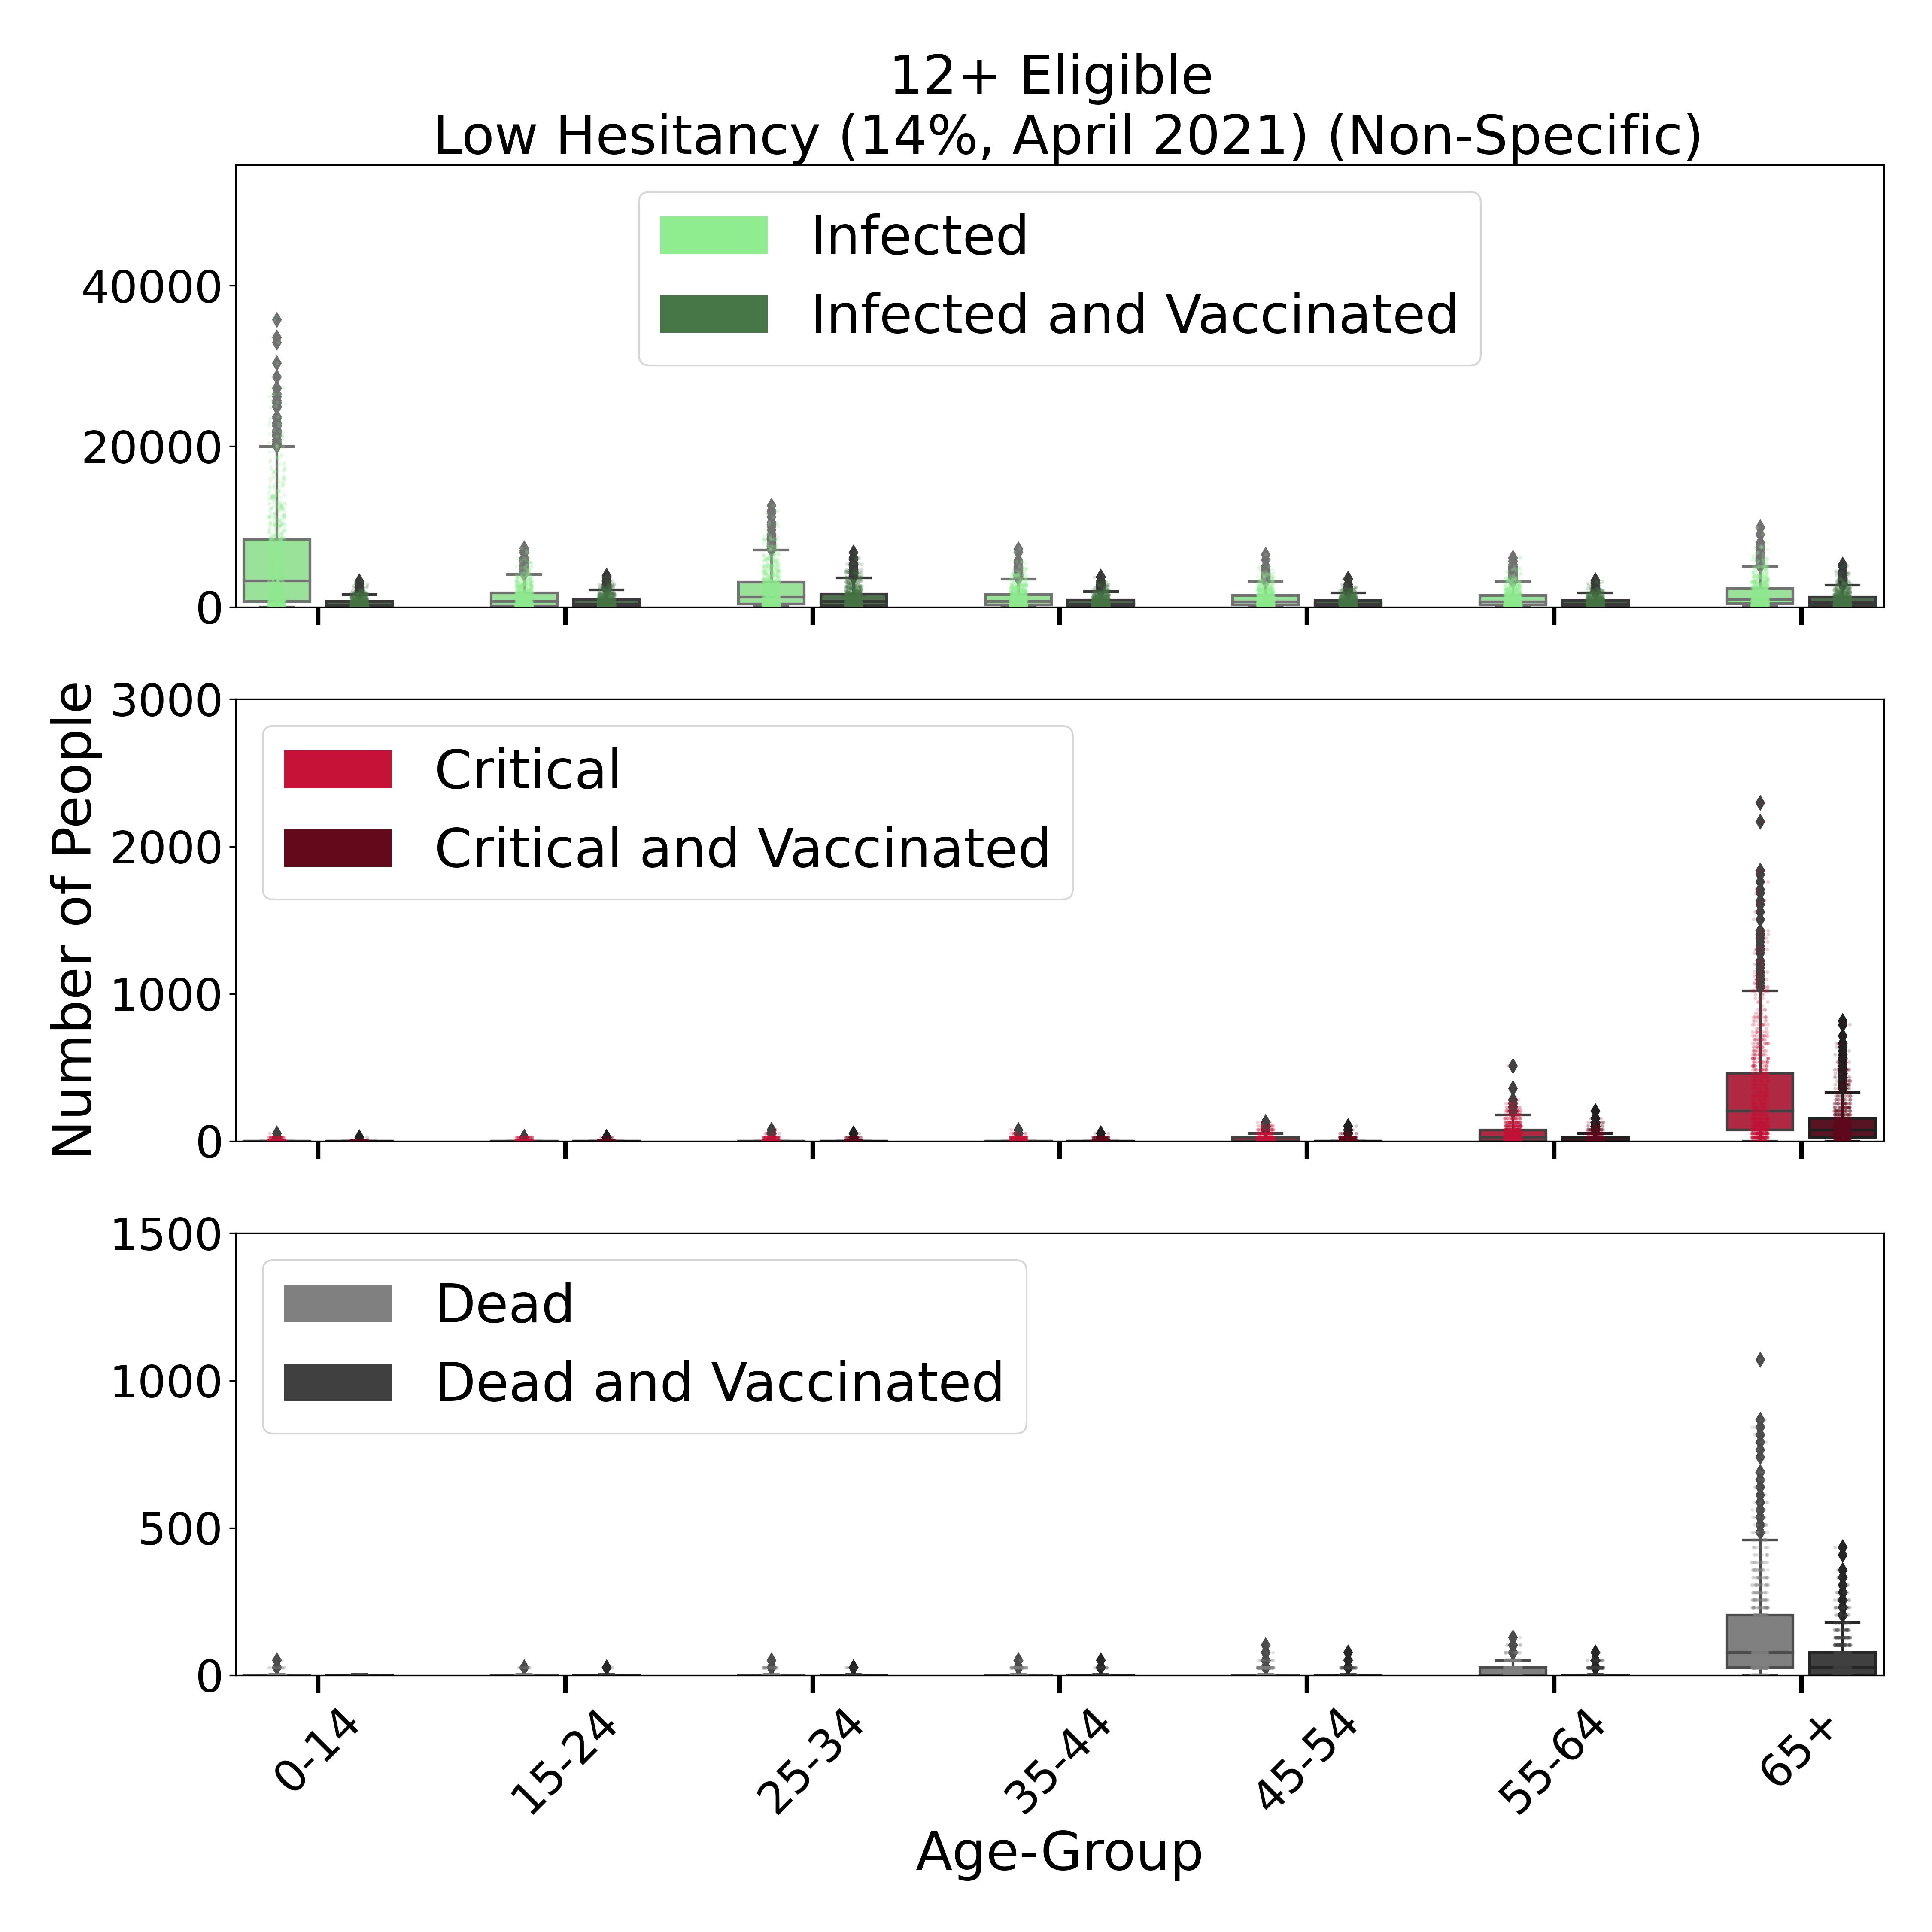 12+ Eligible
Low Hesitancy (14%, April 2021) (Non-Specific)
Infected
Infected and Vaccinated
40000
20000
0
Number of People
3000
2000
1000
0
Critical
Critical and Vaccinated
1500
1000
500
0
Dead
Dead and Vaccinated
0-14
15-24
25-34
35-44
45-54
55-64
65+
Age-Group